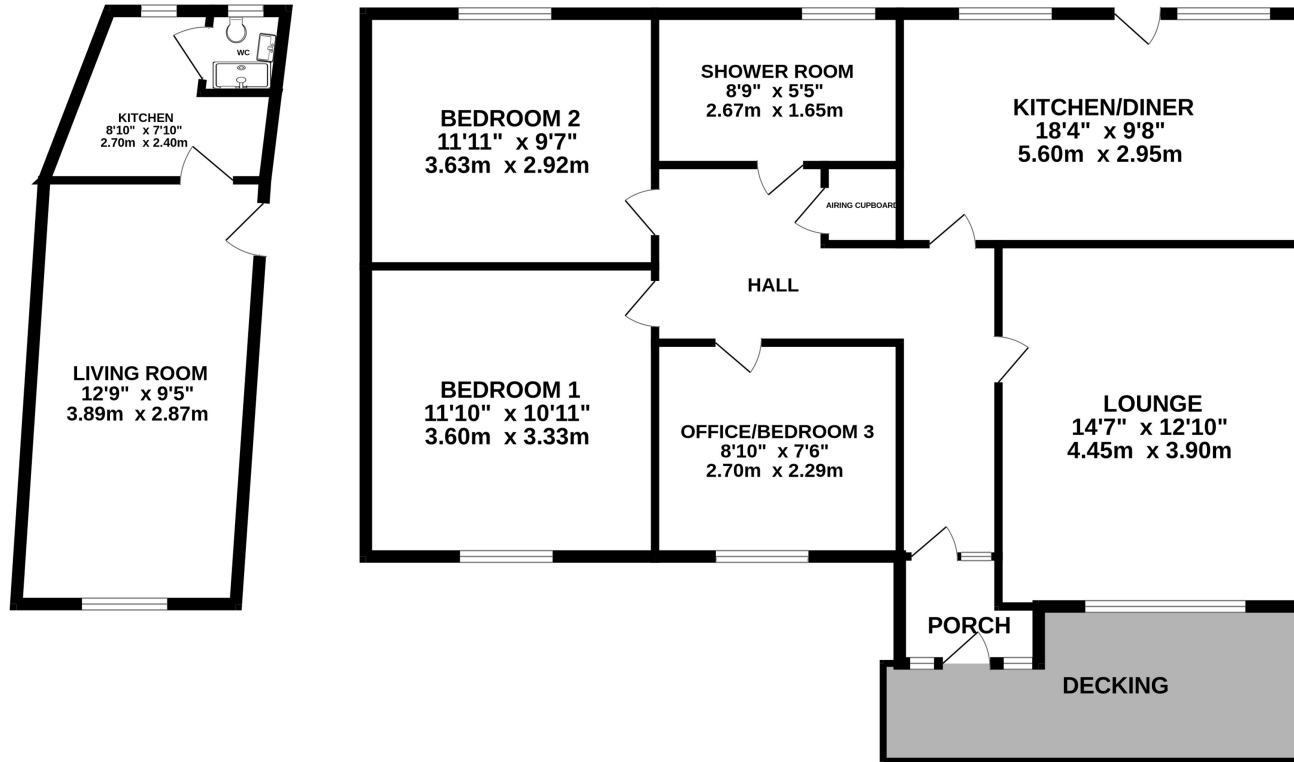 WC
KITCHEN
8'10" x 7'10"
2.70m x 2.40m
LIVING ROOM
12'9" x 9'5"
3.89m x 2.87m
BEDROOM 2
11'11" x 9'7"
3.63m x 2.92m
SHOWER ROOM
8'9" x 5'5"
2.67m x 1.65m
KITCHEN/DINER
18'4" x 9'8"
5.60m x 2.95m
AIRING CUPBOARD
HALL
BEDROOM 1
11'10" x 10'11"
3.60m x 3.33m
OFFICE/BEDROOM 3
8'10" x 7'6"
2.70m x 2.29m
LOUNGE
14'7" x 12'10"
4.45m x 3.90m
PORCH
DECKING